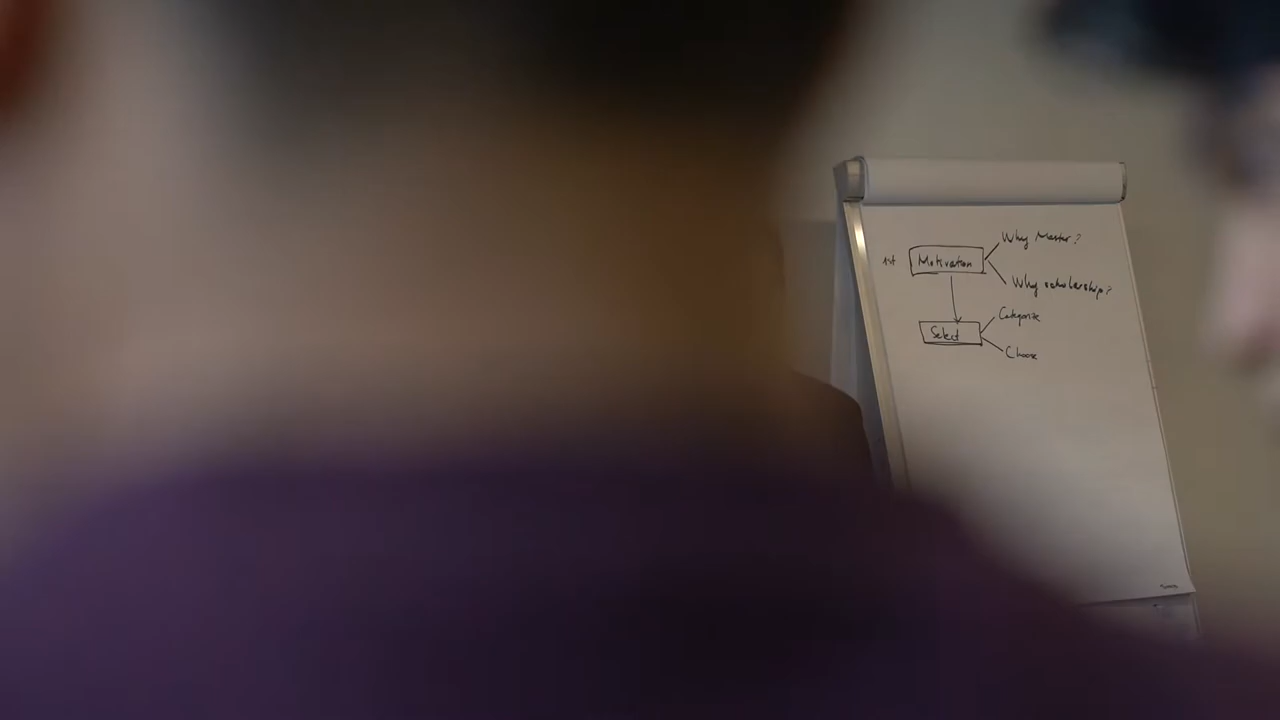 Why Master?
1st Motivation
Why scholarship?
Select
Categorize
Choose